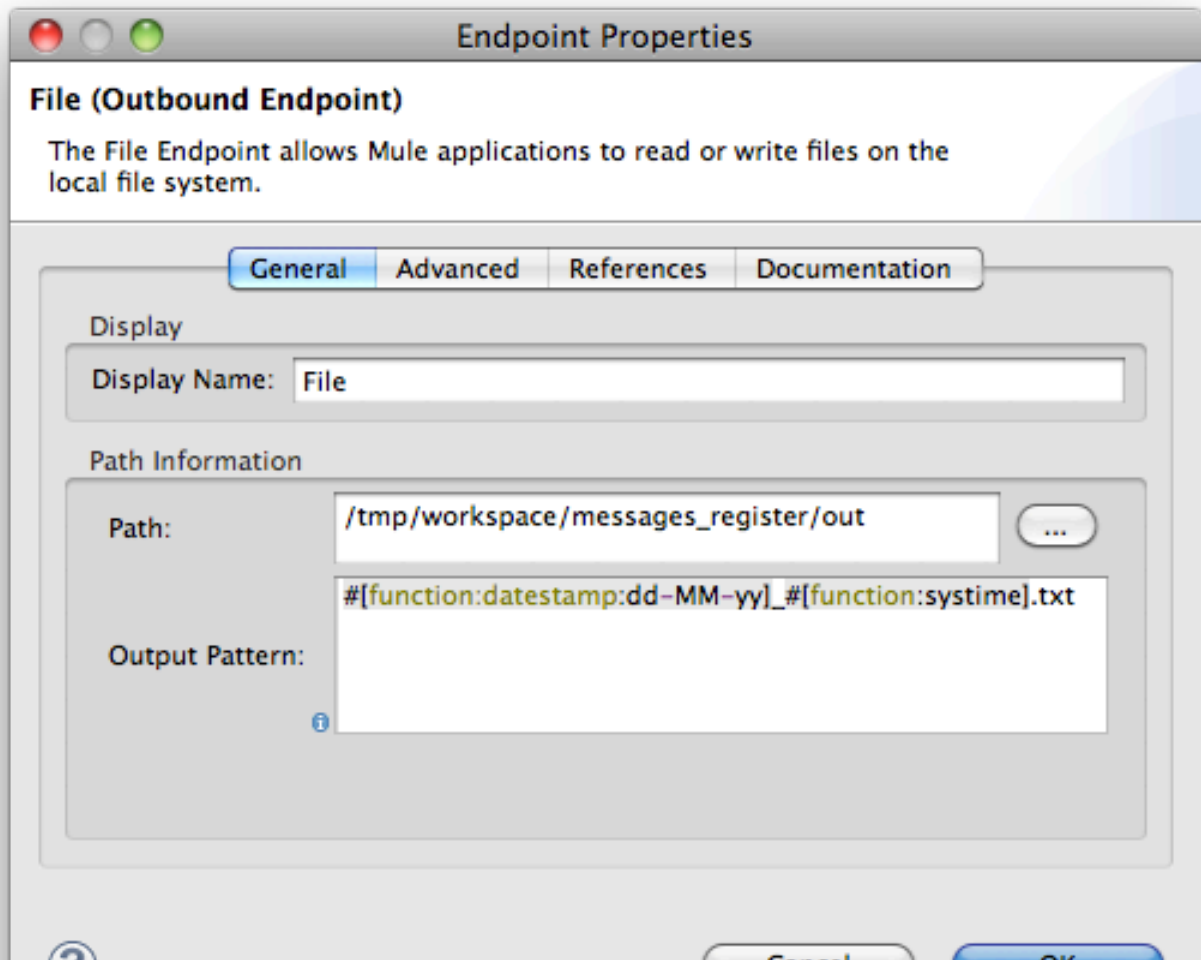 Endpoint Properties
File (Outbound Endpoint)
The File Endpoint allows Mule applications to read or write files on the
local file system.
General Advanced References Documentation
Display
Display Name: File
Path Information
Path: /tmp/workspace/messages_register/out ...
#[function:datestamp:dd-MM-yy]_#[function:systime].txt
Output Pattern:
?
Cancel OK